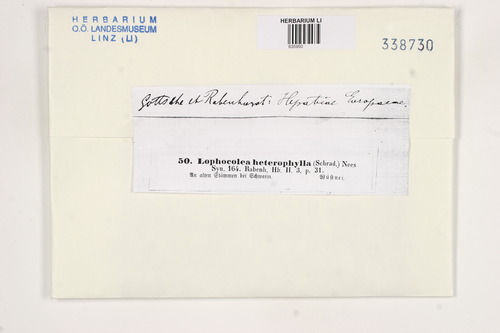 HERBARIUM
O.Ö. LANDESMUSEUM
LINZ (LI)
HERBARIUM LI
338730
Gottsche et Rabenhorst: Hepaticae Europaeae.
50. Lophocolea heterophylla (Schrad.) Nees
Syn. 164. Rabenh. Hb. II. 3. p. 31.
An alten Stämmen bei Schwerin. Wüstnei.